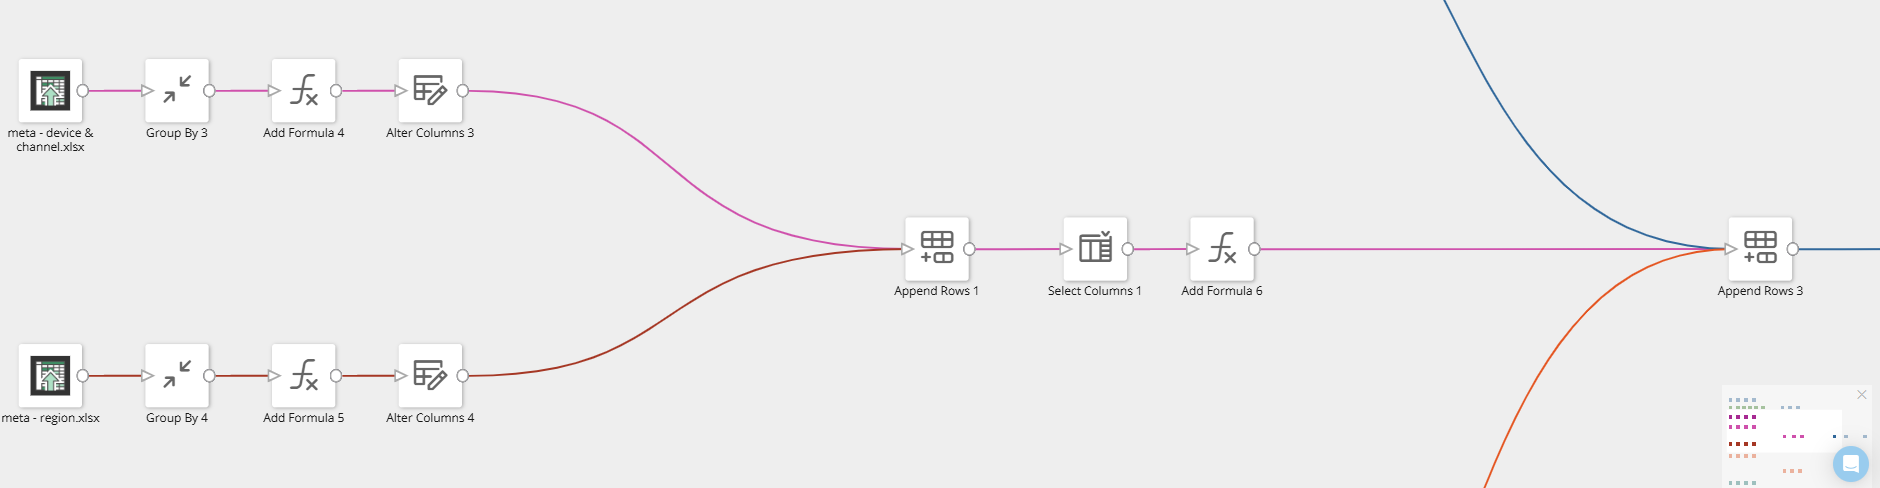 meta - device &
channel.xlsx
Group By 3
Add Formula 4
Alter Columns 3
Append Rows 1
Select Columns 1
Add Formula 6
Append Rows 3
meta - region.xlsx
Group By 4
Add Formula 5
Alter Columns 4